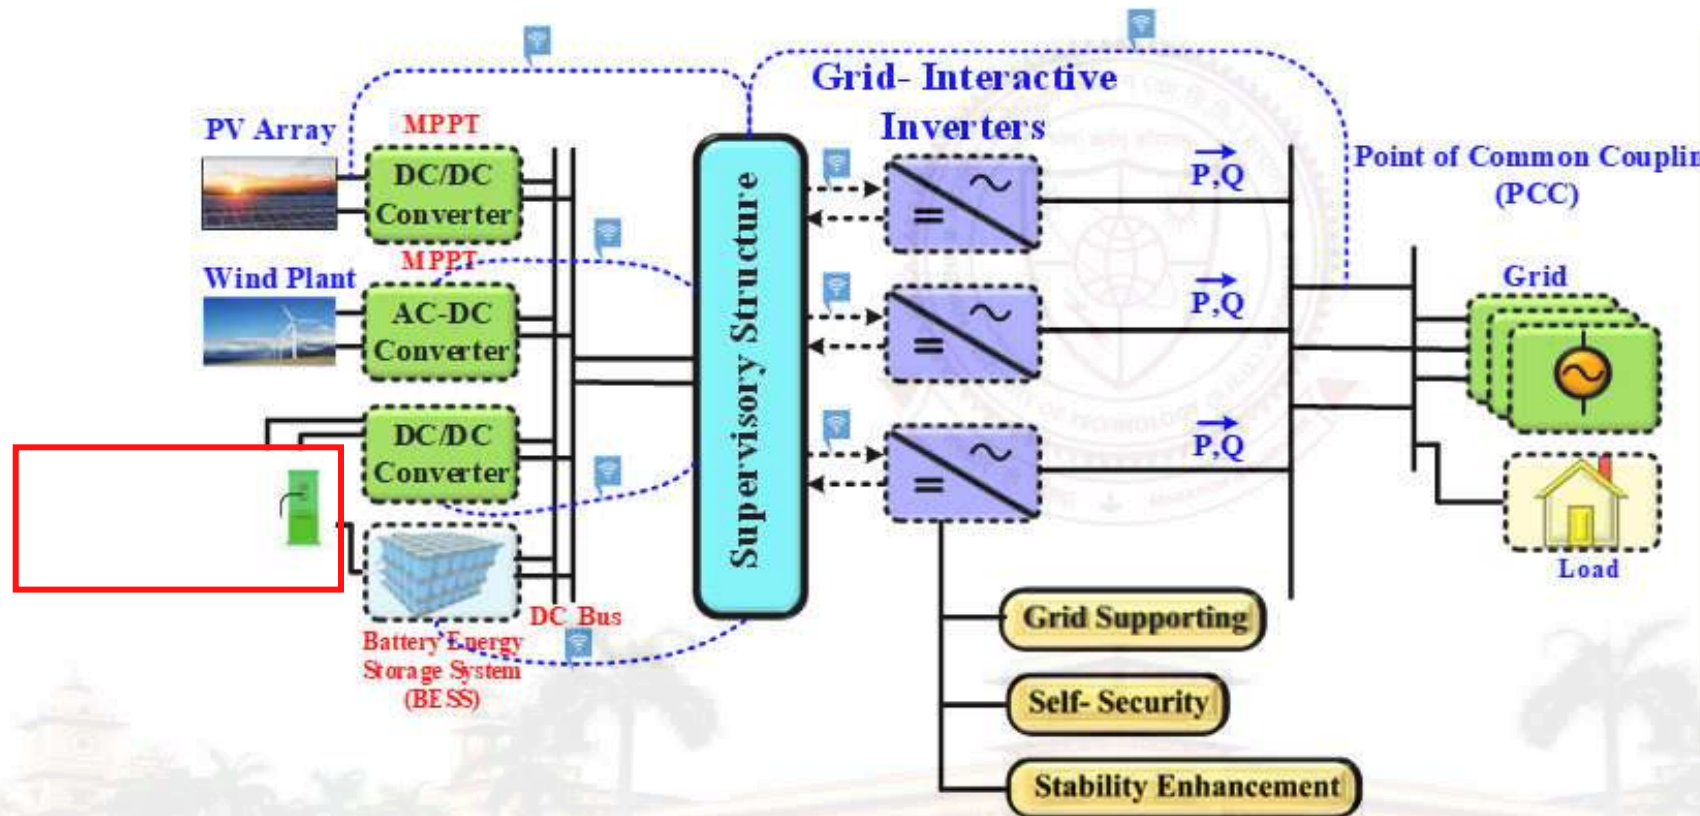 Grid- Interactive
Inverters
PV Array
MPPT
DC/DC
Converter
Wind Plant
MPPT
AC-DC
Converter
DC/DC
Converter
Battery Energy
Storage System
(BESS)
DC Bus
Supervisory Structure
P,Q
P,Q
P,Q
Point of Common Couplin
(PCC)
Grid
Load
Grid Supporting
Self- Security
Stability Enhancement